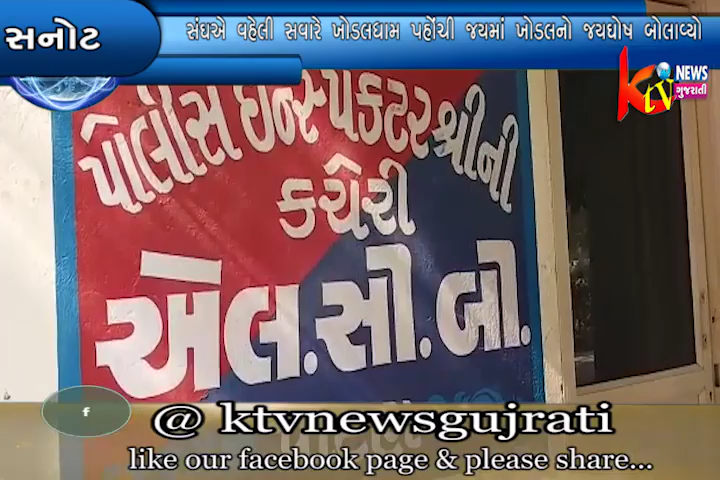 સનોટ
સંઘએ વહેલી સવારે ખોડલધામ પહોંચી જયમાં ખોડલનો જયઘોષ બોલાવ્યો
Ktv NEWS
ગુજરાતી
પોલીસ ઇન્સ્પેકટરશ્રીની
કચેરી
એલ.સી.બી.
f
@ ktvnewsgujrati
like our facebook page & please share...